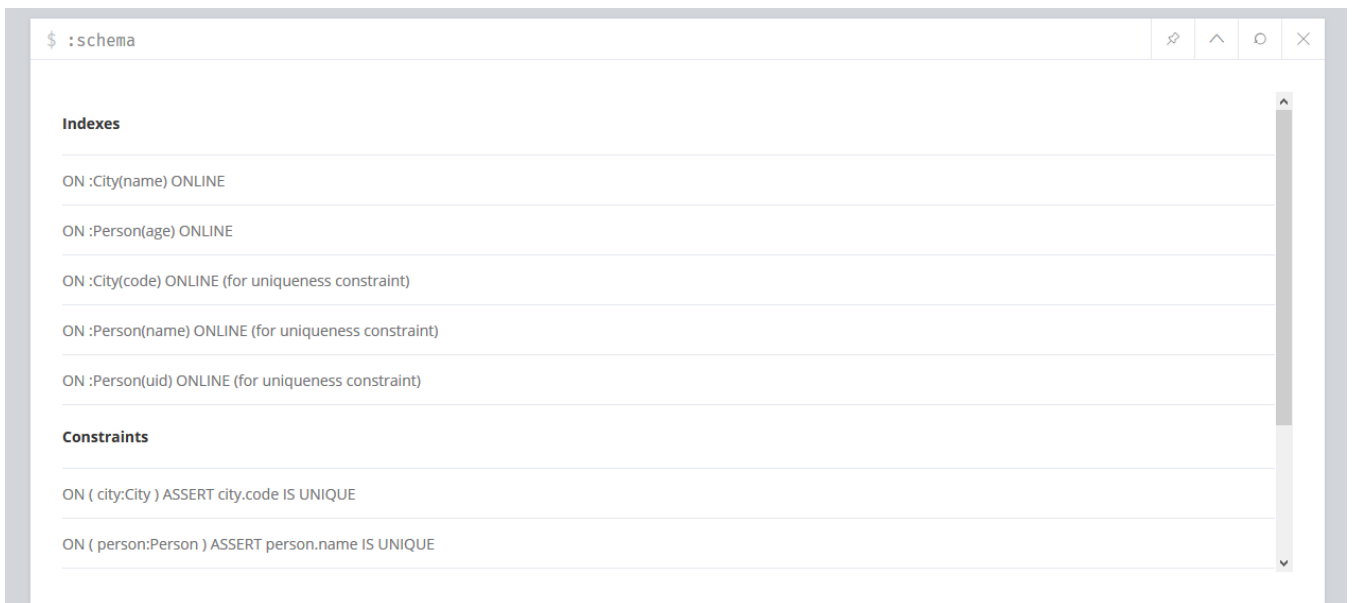 $ :schema
Indexes
ON :City(name) ONLINE
ON :Person(age) ONLINE
ON :City(code) ONLINE (for uniqueness constraint)
ON :Person(name) ONLINE (for uniqueness constraint)
ON :Person(uid) ONLINE (for uniqueness constraint)
Constraints
ON ( city:City ) ASSERT city.code IS UNIQUE
ON ( person:Person ) ASSERT person.name IS UNIQUE